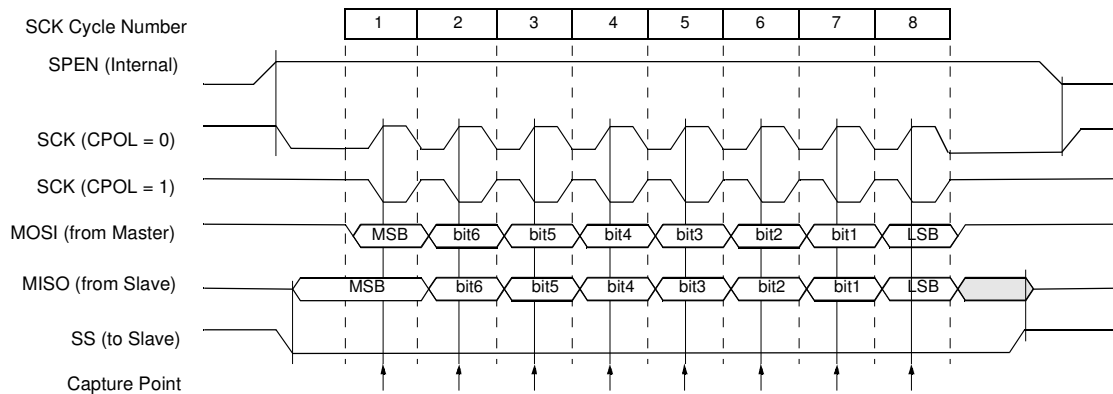 SCK Cycle Number 1 2 3 4 5 6 7 8
SPEN (Internal)
SCK (CPOL = 0)
SCK (CPOL = 1)
MOSI (from Master) MSB bit6 bit5 bit4 bit3 bit2 bit1 LSB
MISO (from Slave) MSB bit6 bit5 bit4 bit3 bit2 bit1 LSB
SS (to Slave)
Capture Point